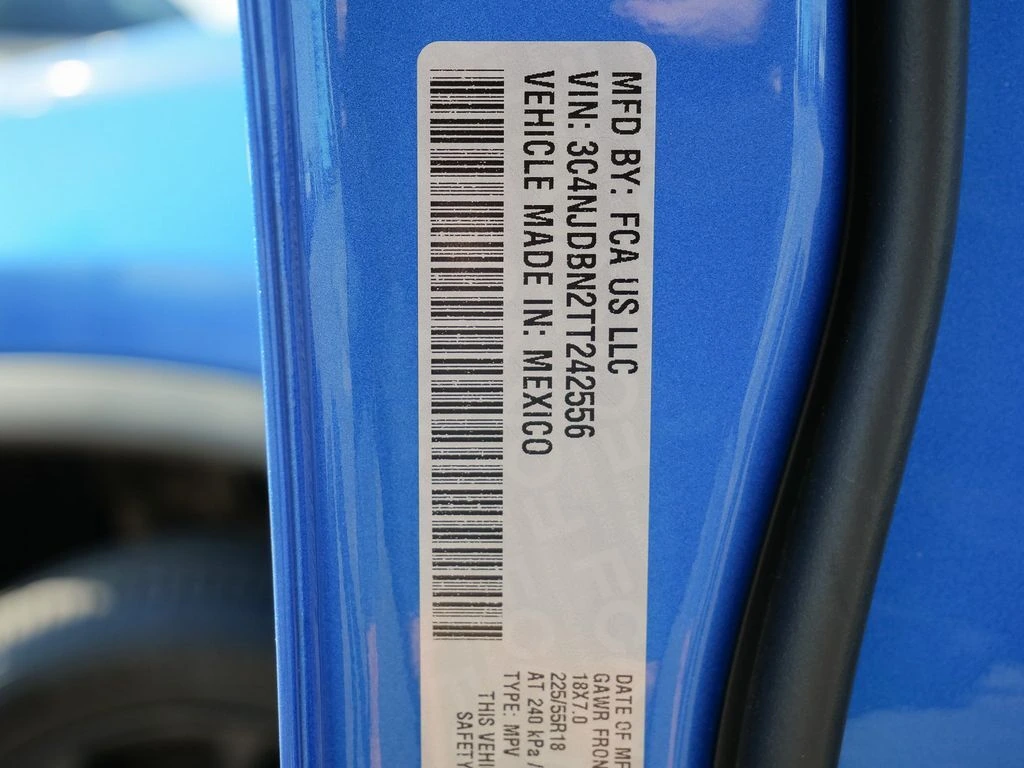 MFD BY: FCA US LLC
VIN: 3C4NJDBN2TT242556
VEHICLE MADE IN: MEXICO
DATE OF MF
GAWR FRON
18X7.0
225/55R18
AT 240 kPa /
TYPE: MPV
THIS VEHI
SAFETY